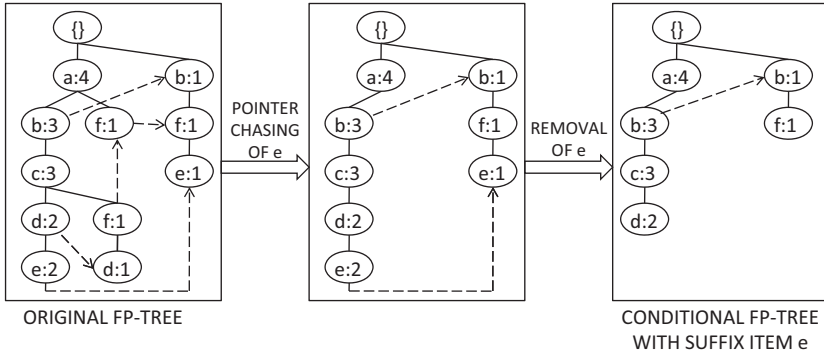 {} {} {}
a:4 b:1 a:4 b:1 a:4 b:1
b:3 f:1 f:1 POINTER CHASING OF e b:3 f:1 REMOVAL OF e b:3 f:1
c:3 e:1 c:3 e:1 c:3
d:2 f:1 d:2 d:2
e:2 d:1 e:2
ORIGINAL FP-TREE CONDITIONAL FP-TREE
WITH SUFFIX ITEM e